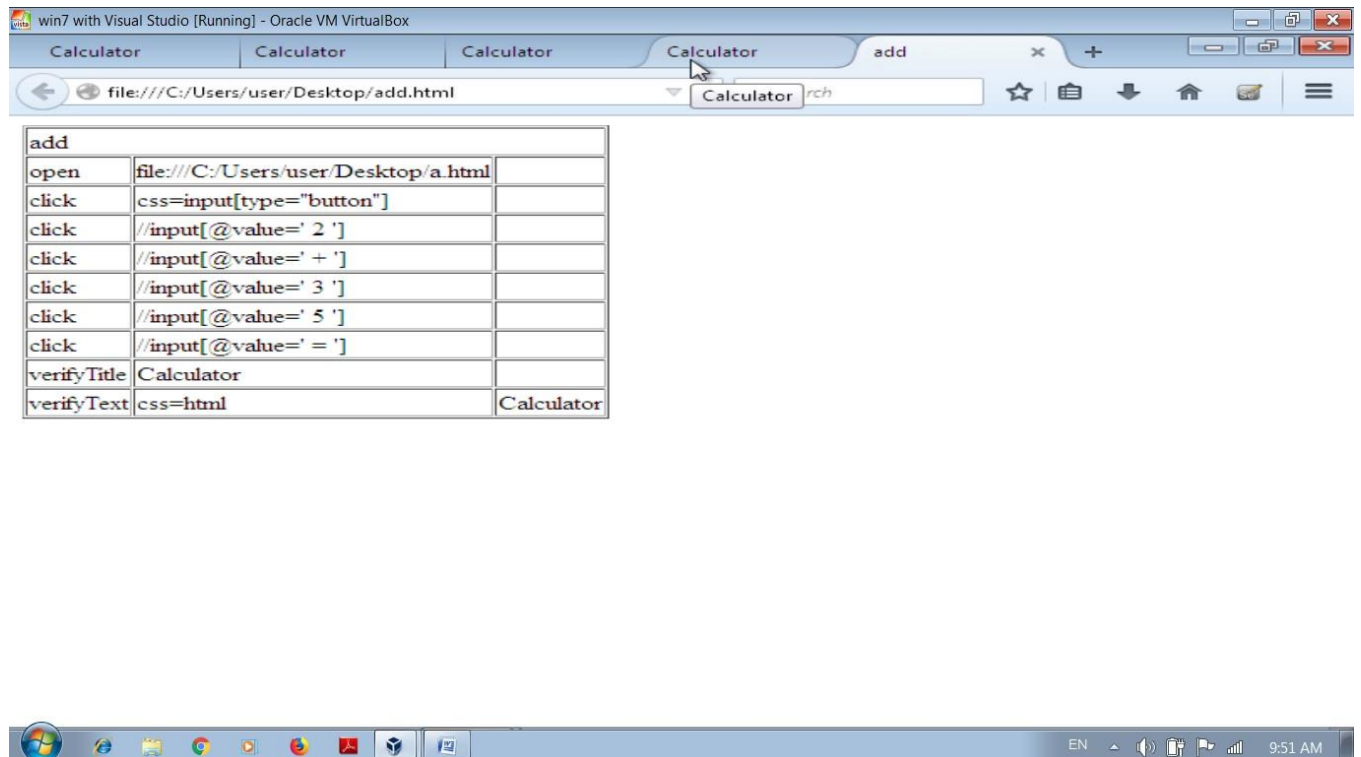 win7 with Visual Studio [Running] - Oracle VM VirtualBox
Calculator Calculator Calculator Calculator add
file:///C:/Users/user/Desktop/add.html Calculator rch
add
open file:///C:/Users/user/Desktop/a.html
click css=input[type="button"]
click //input[@value=' 2 ']
click //input[@value=' + ']
click //input[@value=' 3 ']
click //input[@value=' 5 ']
click //input[@value=' = ']
verifyTitle Calculator
verifyText css=html Calculator
EN 9:51 AM